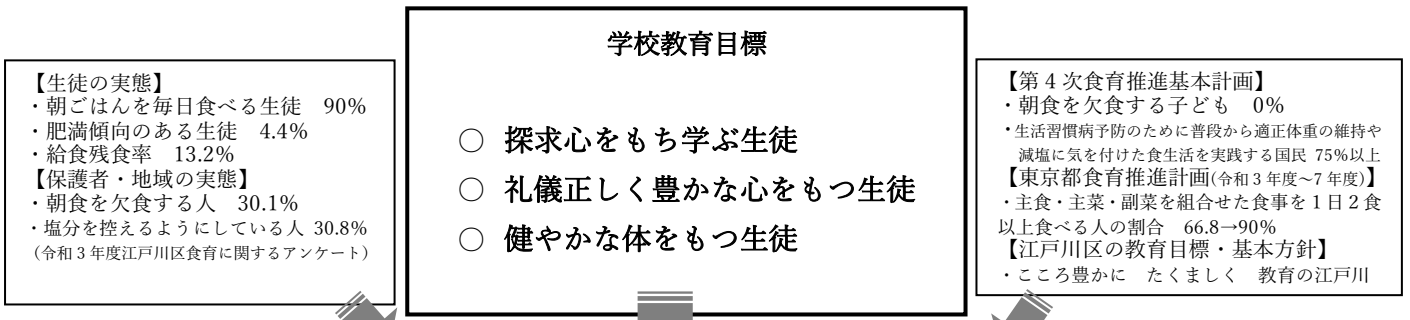 学校教育目標
【生徒の実態】
・朝ごはんを毎日食べる生徒　90%
・肥満傾向のある生徒　4.4%
・給食残食率　13.2%
【保護者・地域の実態】
・朝食を欠食する人　30.1%
・塩分を控えるようにしている人 30.8%
（令和３年度江戸川区食育に関するアンケート）
○　探求心をもち学ぶ生徒
○　礼儀正しく豊かな心をもつ生徒
○　健やかな体をもつ生徒
【第４次食育推進基本計画】
・朝食を欠食する子ども　0%
・生活習慣病予防のために普段から適正体重の維持や
減塩に気を付けた食生活を実践する国民 75%以上
【東京都食育推進計画(令和３年度～7 年度)】
・主食・主菜・副菜を組合せた食事を１日２食
以上食べる人の割合　66.8→90%
【江戸川区の教育目標・基本方針】
・こころ豊かに　たくましく　教育の江戸川